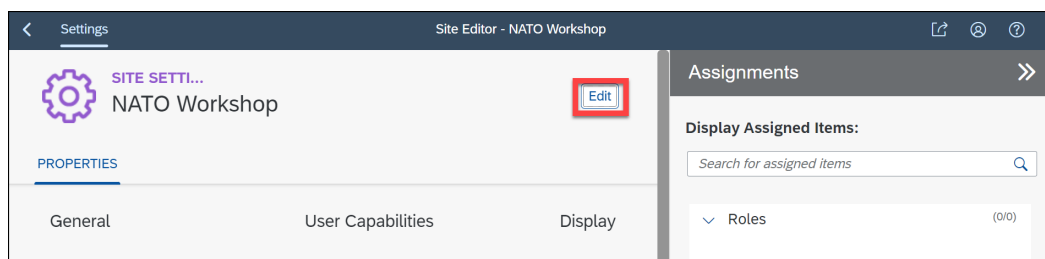 Settings
Site Editor - NATO Workshop
SITE SETTI...
NATO Workshop
Edit
PROPERTIES
General
User Capabilities
Display
Assignments
Display Assigned Items:
Search for assigned items
Roles
(0/0)